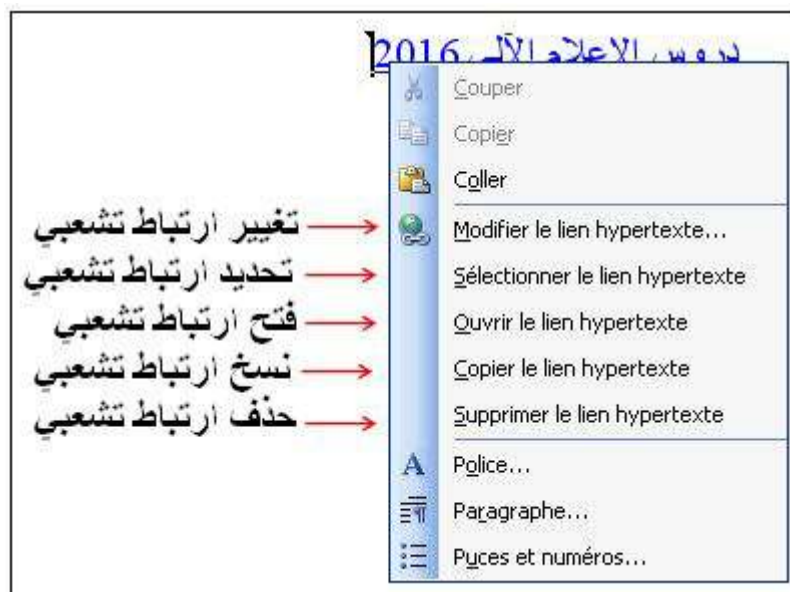 دروس الاعلام الآلي 2016
Couper
Copier
Coller
تغيير ارتباط تشعبي
Modifier le lien hypertexte...
تحديد ارتباط تشعبي
Sélectionner le lien hypertexte
فتح ارتباط تشعبي
Ouvrir le lien hypertexte
نسخ ارتباط تشعبي
Copier le lien hypertexte
حذف ارتباط تشعبي
Supprimer le lien hypertexte
Police...
Paragraphe...
Puces et numéros...